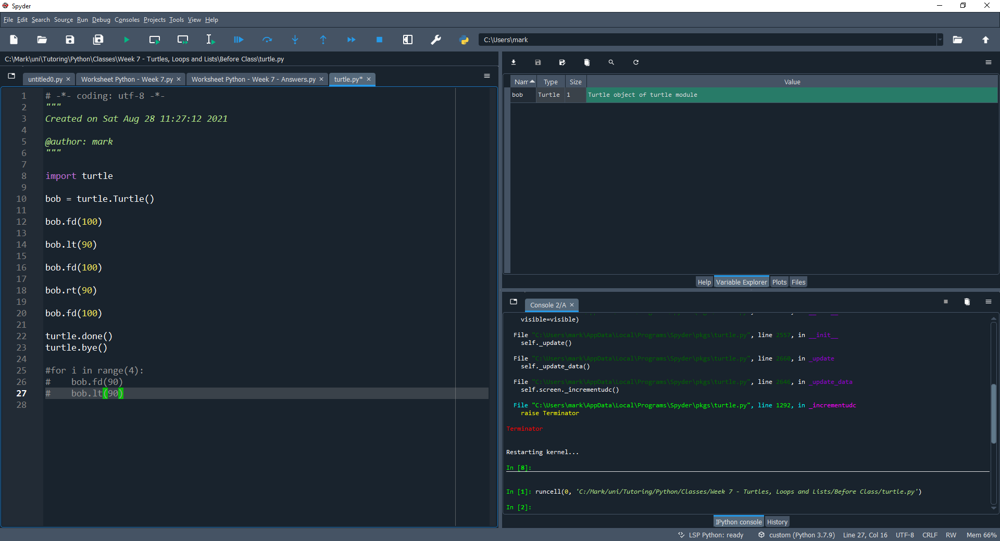 Spyder
File Edit Search Source Run Debug Consoles Projects Tools View Help
C:\Users\mark
C:\Mark\uni\Tutoring\Python\Classes\Week 7 - Turtles, Loops and Lists\Before Class\turtle.py
untitled0.py × Worksheet Python - Week 7.py × Worksheet Python - Week 7 - Answers.py × turtle.py* ×
1 # -*- coding: utf-8 -*-
2 """
3 Created on Sat Aug 28 11:27:12 2021
4
5 @author: mark
6 """
7
8 import turtle
9
10 bob = turtle.Turtle()
11
12 bob.fd(100)
13
14 bob.lt(90)
15
16 bob.fd(100)
17
18 bob.rt(90)
19
20 bob.fd(100)
21
22 turtle.done()
23 turtle.bye()
24
25 #for i in range(4):
26 #    bob.fd(90)
27 #    bob.lt(90)
28
Nar Type Size Value
bob Turtle 1 Turtle object of turtle module
Help Variable Explorer Plots Files
Console 2/A ×
visible=visible)
File "C:\Users\mark\AppData\Local\Programs\Spyder\pkgs\turtle.py", line 2557, in __init__
self._update()
File "C:\Users\mark\AppData\Local\Programs\Spyder\pkgs\turtle.py", line 2660, in _update
self._update_data()
File "C:\Users\mark\AppData\Local\Programs\Spyder\pkgs\turtle.py", line 2646, in _update_data
self.screen._incrementudc()
File "C:\Users\mark\AppData\Local\Programs\Spyder\pkgs\turtle.py", line 1292, in _incrementudc
raise Terminator
Terminator
Restarting kernel...
In [8]:
In [1]: runcell(0, 'C:/Mark/uni/Tutoring/Python/Classes/Week 7 - Turtles, Loops and Lists/Before Class/turtle.py')
In [2]:
IPython console History
LSP Python: ready custom (Python 3.7.9) Line 27, Col 16 UTF-8 CRLF RW Mem 66%